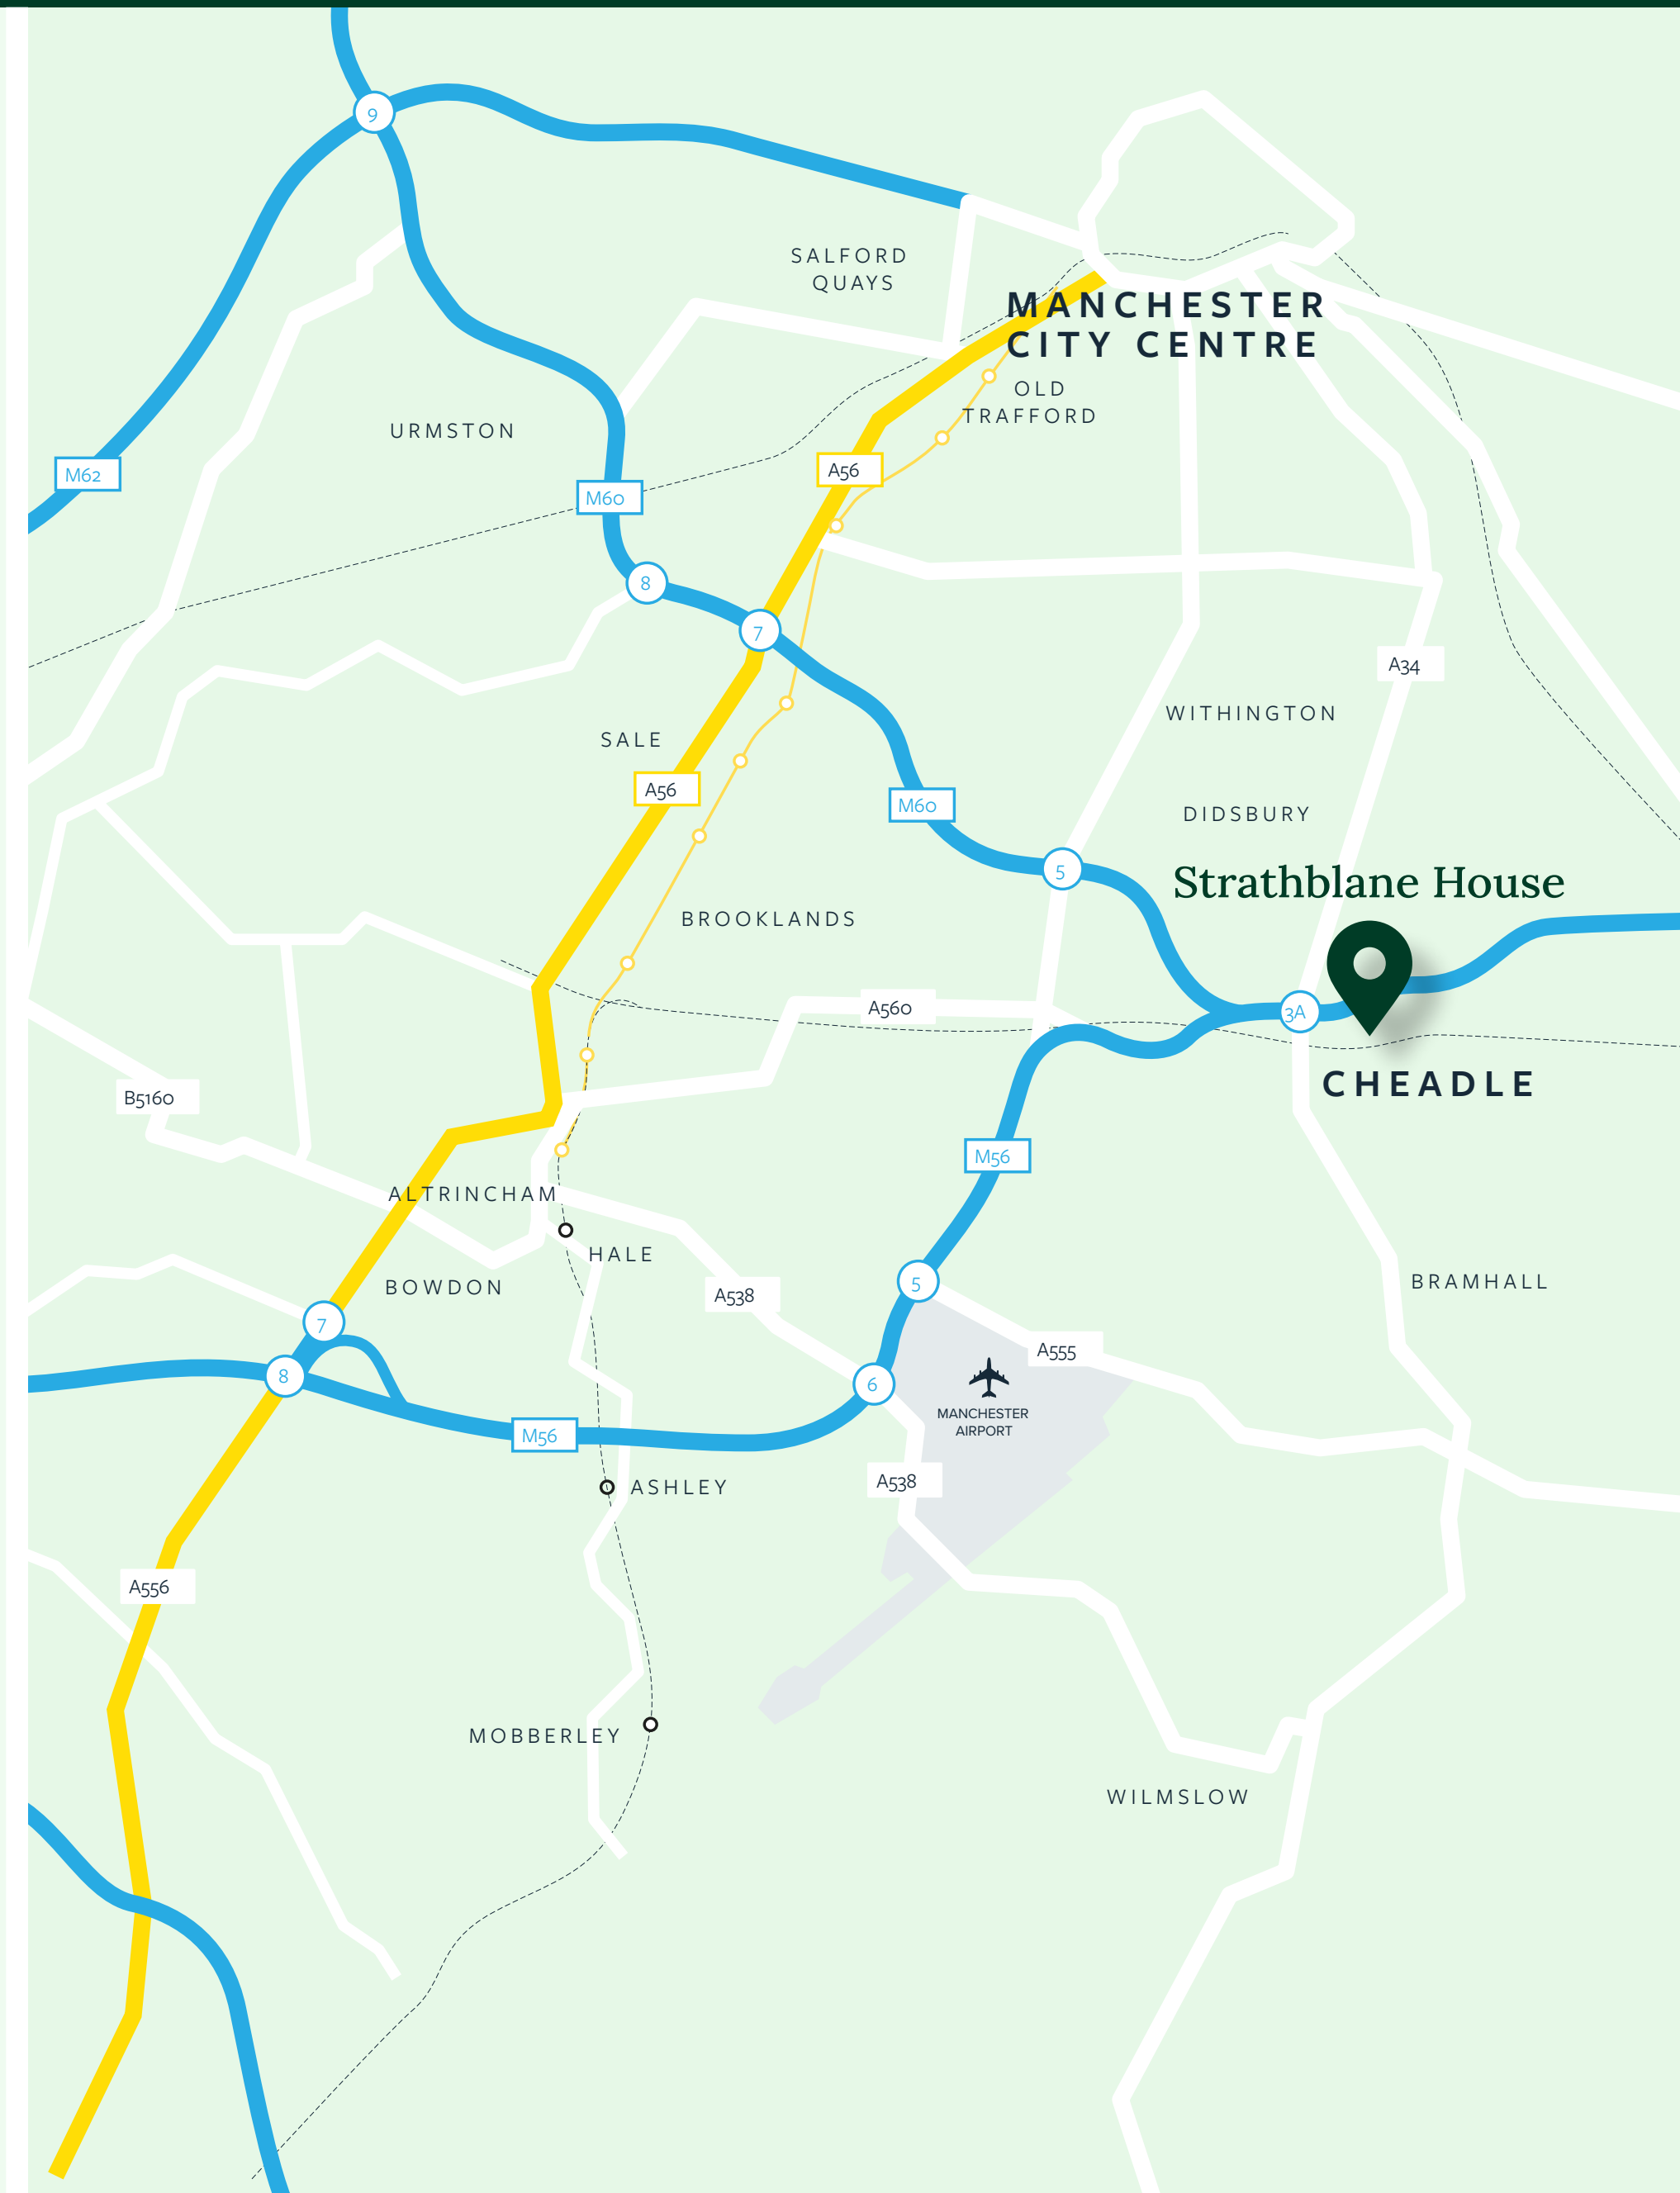 9
SALFORD
QUAYS
MANCHESTER
CITY CENTRE
OLD
TRAFFORD
URMSTON
A56
M62
M60
8
7
A34
WITHINGTON
SALE
A56
M60
DIDSBURY
5
Strathblane House
BROOKLANDS
A560
3A
CHEADLE
B5160
M56
ALTRINCHAM
HALE
BOWDON
A538
5
BRAMHALL
7
A555
8
6
MANCHESTER
AIRPORT
M56
A538
ASHLEY
A556
MOBBERLEY
WILMSLOW